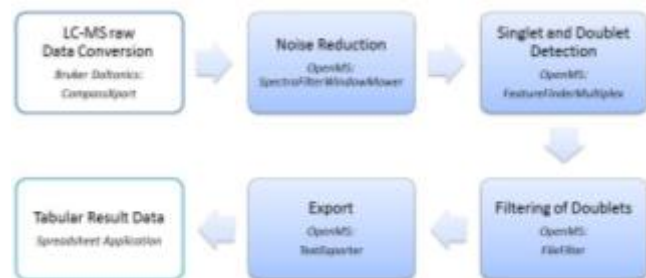 LC-MS raw
Data Conversion
Bruker Daltonics:
CompassXport
Noise Reduction
OpenMS:
SpectraFilterWindowMower
Singlet and Doublet
Detection
OpenMS:
FeatureFinderMultiplex
Filtering of Doublets
OpenMS:
FileFilter
Export
OpenMS:
TextExporter
Tabular Result Data
Spreadsheet Application